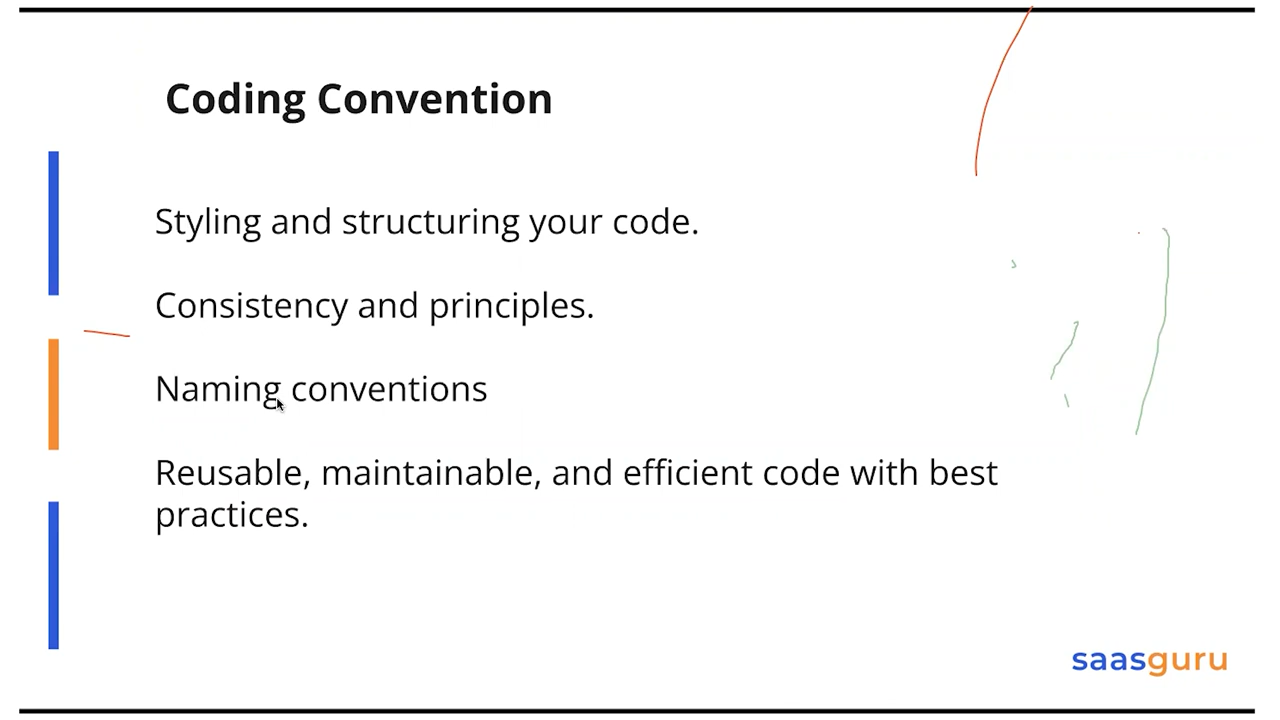 Coding Convention
Styling and structuring your code.
Consistency and principles.
Naming conventions
Reusable, maintainable, and efficient code with best
practices.
saasguru